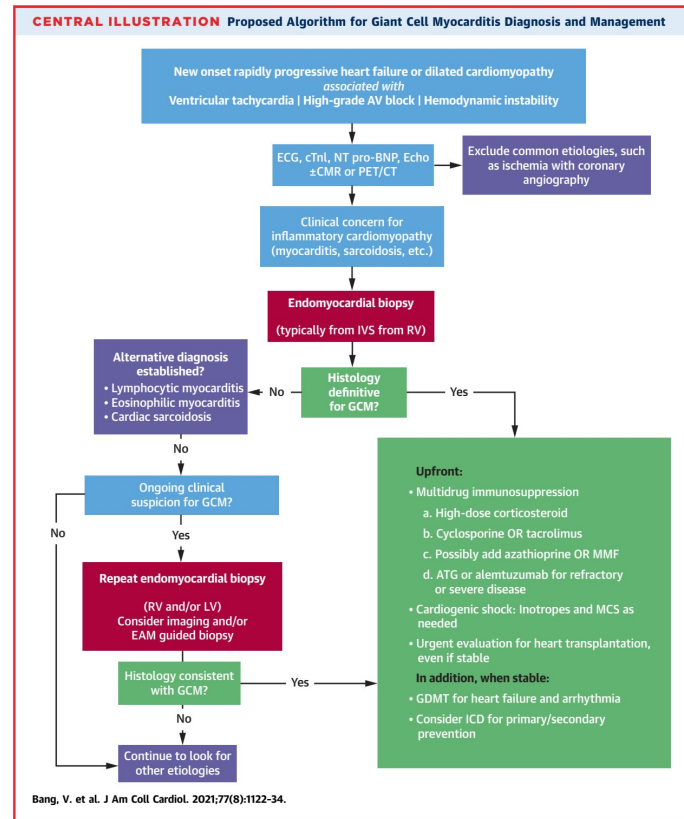 CENTRAL ILLUSTRATION Proposed Algorithm for Giant Cell Myocarditis Diagnosis and Management
New onset rapidly progressive heart failure or dilated cardiomyopathy
associated with
Ventricular tachycardia | High-grade AV block | Hemodynamic instability
ECG, cTnI, NT pro-BNP, Echo
±CMR or PET/CT
Exclude common etiologies, such
as ischemia with coronary
angiography
Clinical concern for
inflammatory cardiomyopathy
(myocarditis, sarcoidosis, etc.)
Endomyocardial biopsy
(typically from IVS from RV)
Alternative diagnosis
established?
• Lymphocytic myocarditis
• Eosinophilic myocarditis
• Cardiac sarcoidosis
No
Histology
definitive
for GCM?
Yes
No
Ongoing clinical
suspicion for GCM?
No
Yes
Repeat endomyocardial biopsy
(RV and/or LV)
Consider imaging and/or
EAM guided biopsy
Histology consistent
with GCM?
Yes
No
Continue to look for
other etiologies
Upfront:
• Multidrug immunosuppression
a. High-dose corticosteroid
b. Cyclosporine OR tacrolimus
c. Possibly add azathioprine OR MMF
d. ATG or alemtuzumab for refractory
or severe disease
• Cardiogenic shock: Inotropes and MCS as
needed
• Urgent evaluation for heart transplantation,
even if stable
In addition, when stable:
• GDMT for heart failure and arrhythmia
• Consider ICD for primary/secondary
prevention
Bang, V. et al. J Am Coll Cardiol. 2021;77(8):1122-34.